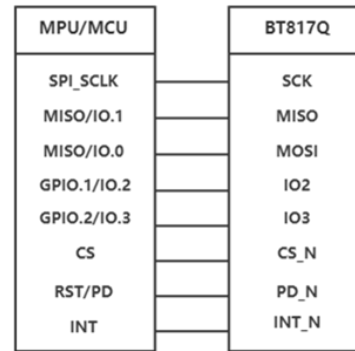 MPU/MCU BT817Q
SPI_SCLK SCK
MISO/IO.1 MISO
MISO/IO.0 MOSI
GPIO.1/IO.2 IO2
GPIO.2/IO.3 IO3
CS CS_N
RST/PD PD_N
INT INT_N